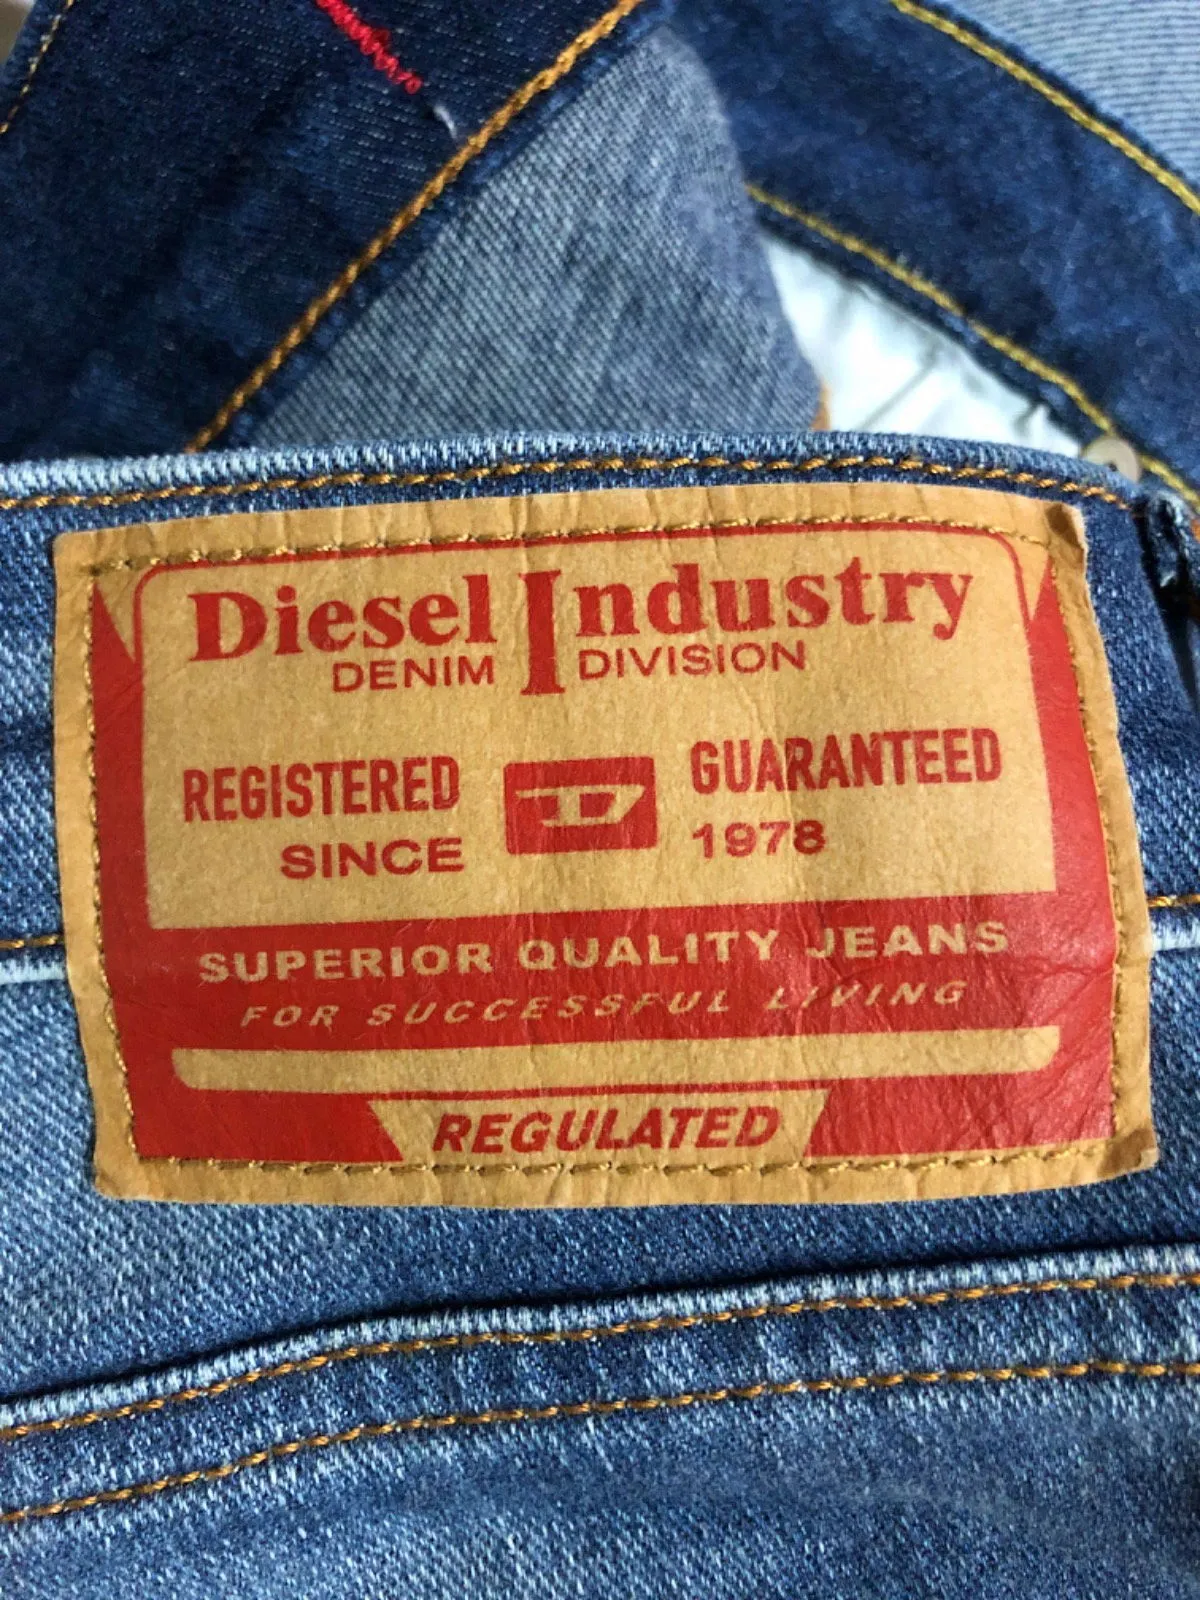 Diesel Industry
DENIM DIVISION
REGISTERED GUARANTEED
SINCE 1978
D
SUPERIOR QUALITY JEANS
FOR SUCCESSFUL LIVING
REGULATED